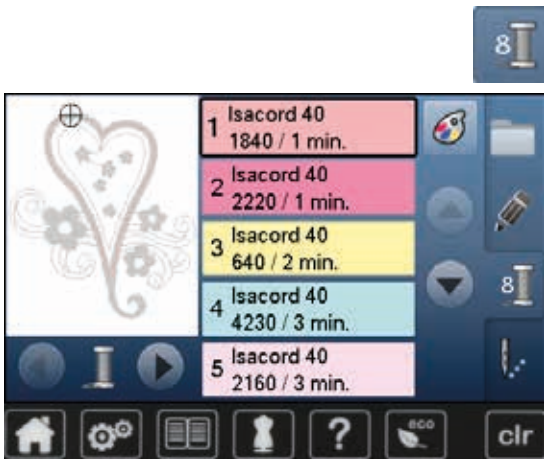 8
1 Isacord 40
1840 / 1 min.
2 Isacord 40
2220 / 1 min.
3 Isacord 40
640 / 2 min.
4 Isacord 40
4230 / 3 min.
8
5 Isacord 40
2160 / 3 min.
?
eco
clr